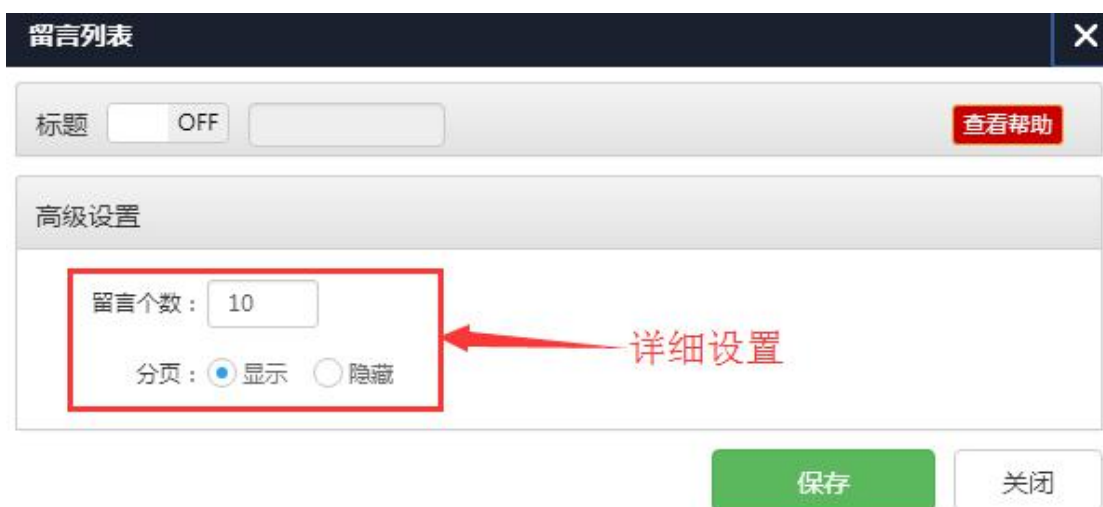 留言列表
标题 OFF 查看帮助
高级设置
留言个数： 10
分页： 显示 隐藏
详细设置
保存 关闭